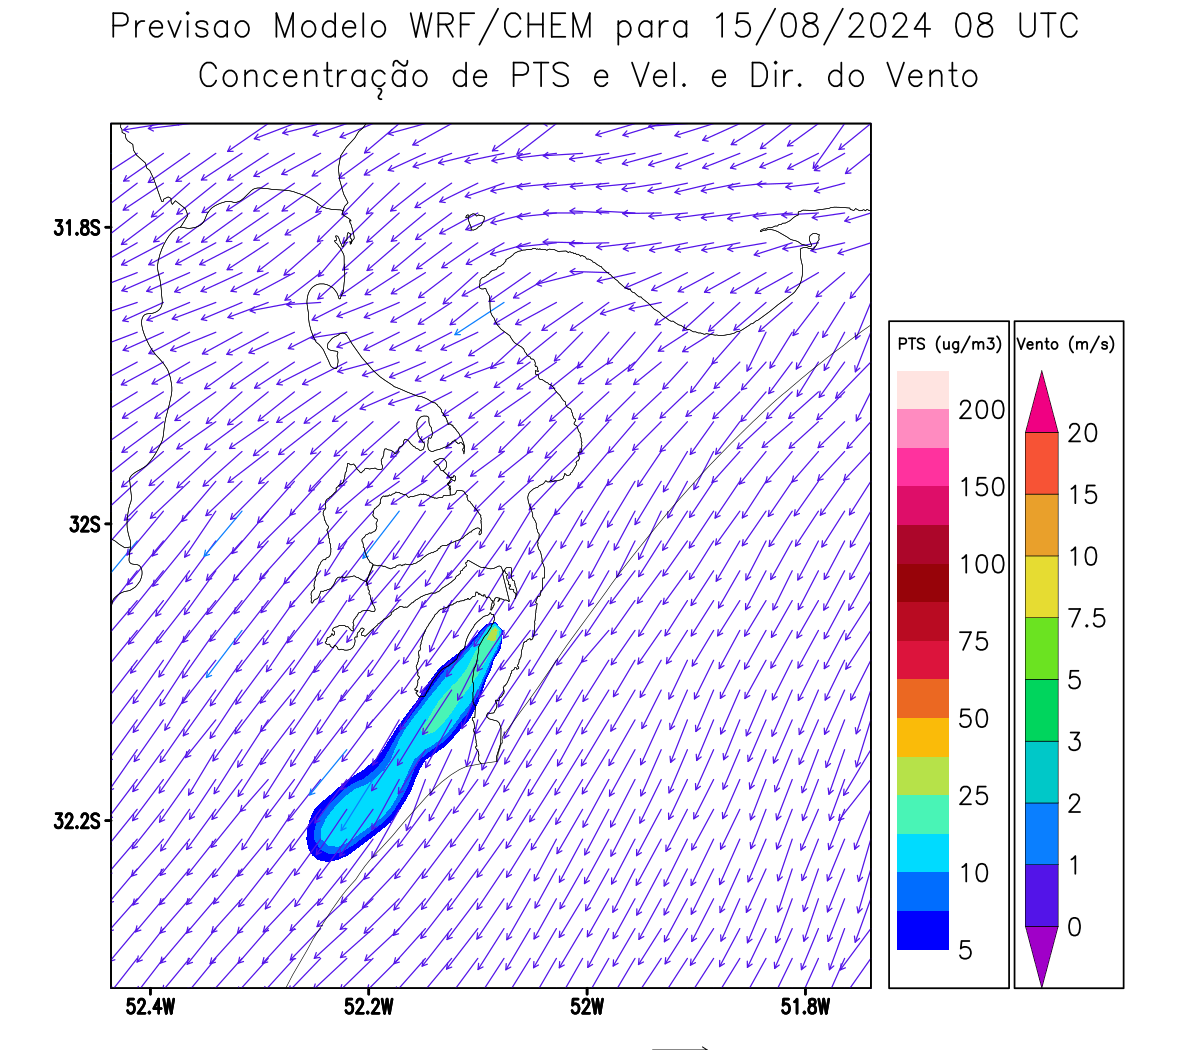 Previsao Modelo WRF/CHEM para 15/08/2024 08 UTC
Concentração de PTS e Vel. e Dir. do Vento
31.8S
32S
32.2S
52.4W
52.2W
52W
51.8W
PTS (ug/m3)
200
150
100
75
50
25
10
5
Vento (m/s)
20
15
10
7.5
5
3
2
1
0